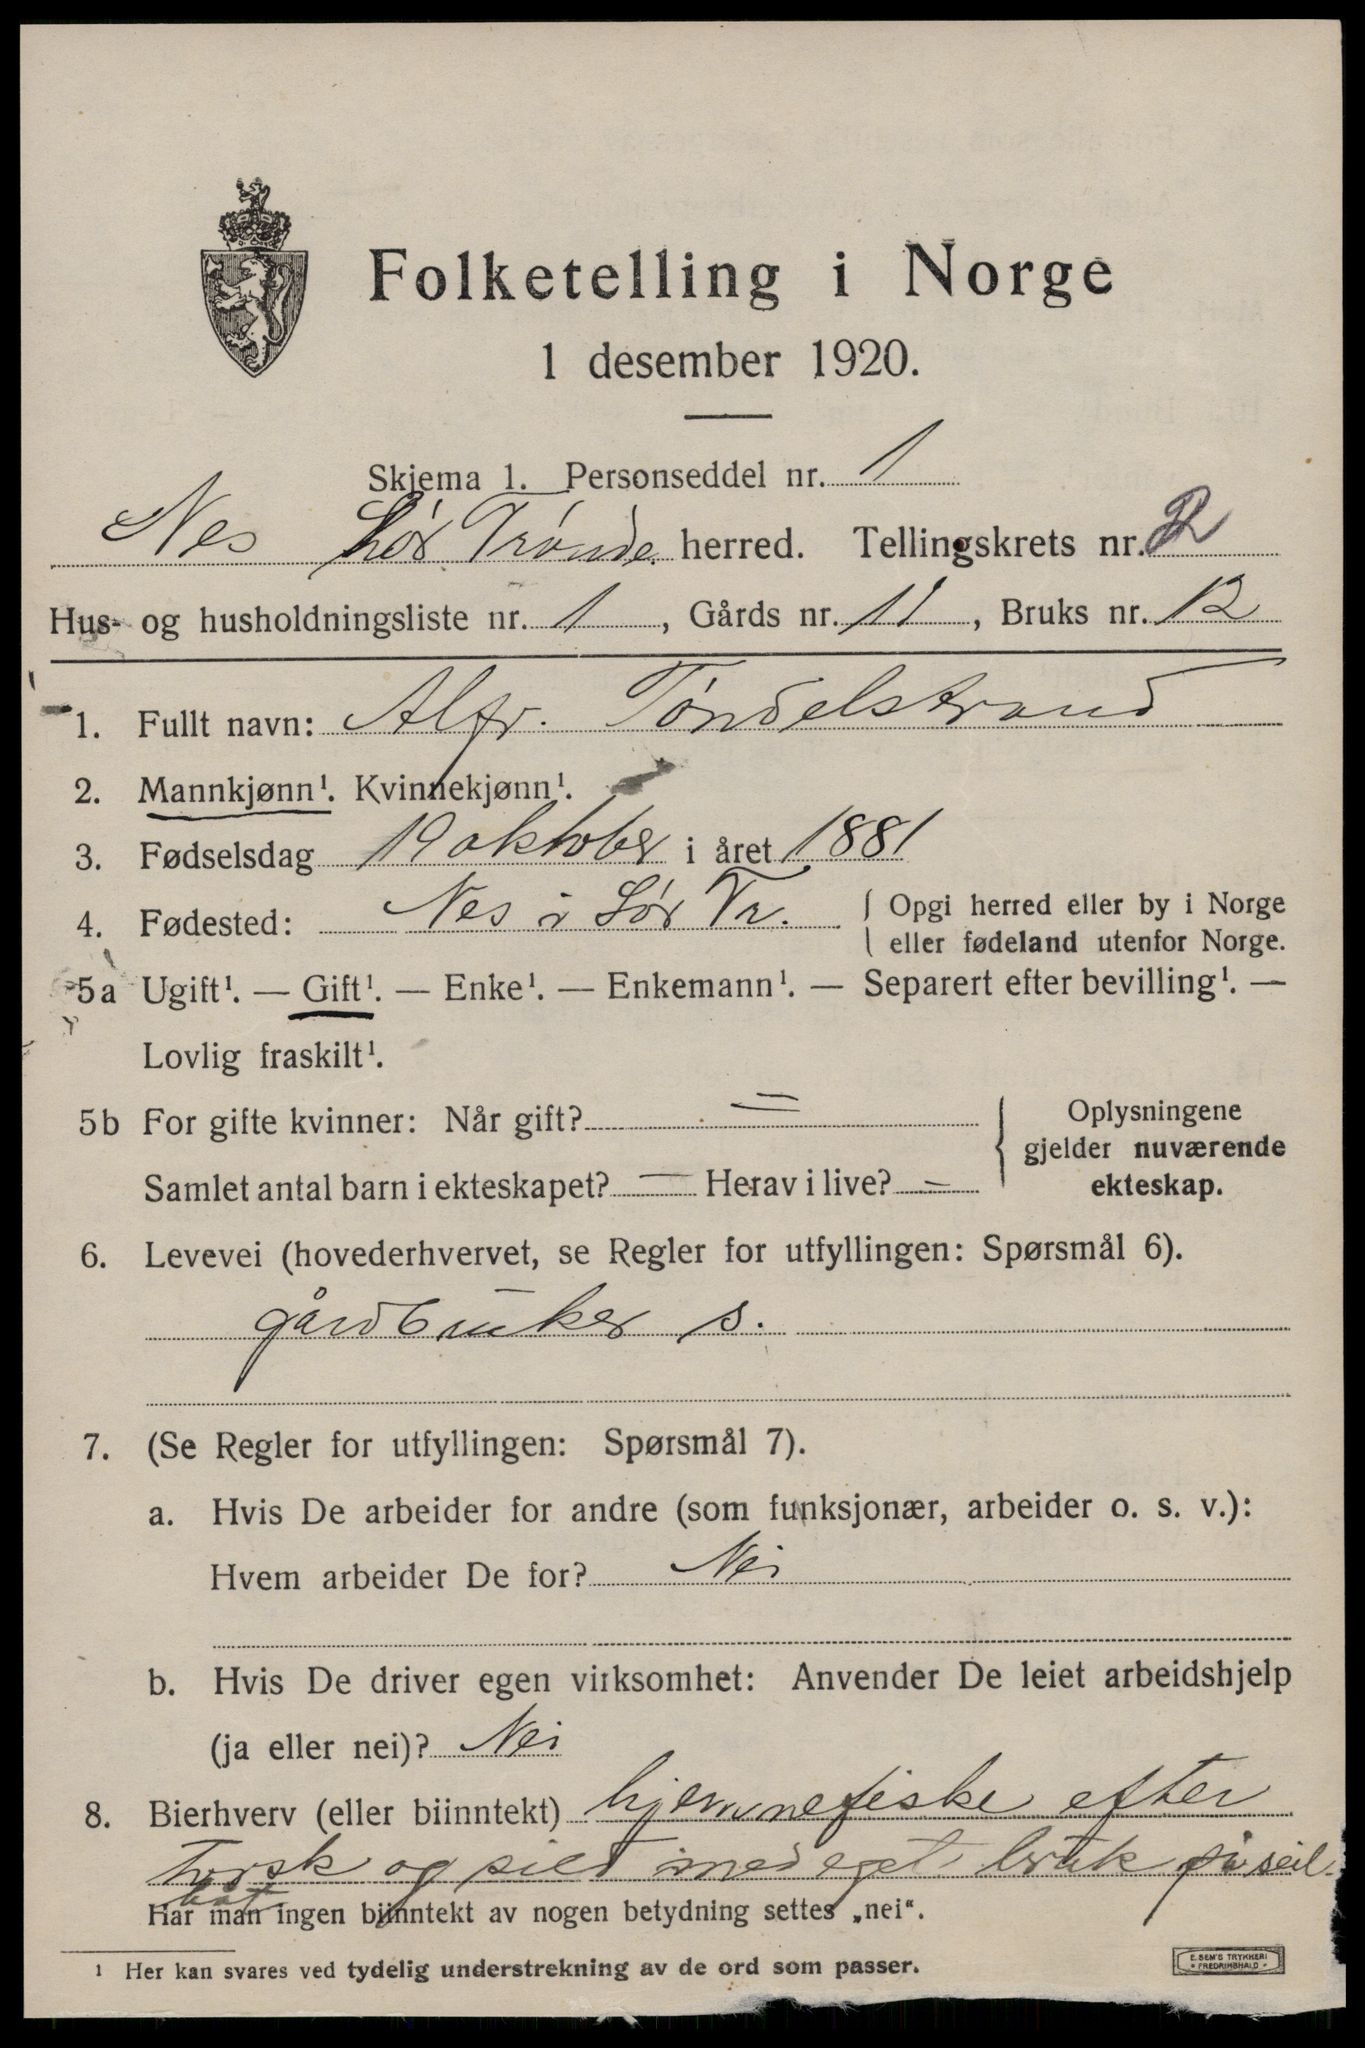 Folketelling i Norge
1 desember 1920.
Skjema 1. Personseddel nr. 1
Nes Sør Trönde. herred. Tellingskrets nr. 2
Hus- og husholdningsliste nr. 1, Gårds nr. 11, Bruks nr. 12
1. Fullt navn: Alfr. Töndelstrand
2. Mannkjønn¹. Kvinnekjønn¹.
3. Fødselsdag 19 oktober i året 1881
4. Fødested: Nes i Sør Tr. { Opgi herred eller by i Norge
eller fødeland utenfor Norge.
5a Ugift¹. — Gift¹. — Enke¹. — Enkemann¹. — Separert efter bevilling¹. —
Lovlig fraskilt¹.
5b For gifte kvinner: Når gift? =
Samlet antal barn i ekteskapet? — Herav i live? —
Oplysningene
gjelder nuværende
ekteskap.
6. Levevei (hovederhvervet, se Regler for utfyllingen: Spørsmål 6).
gårdbruker s.
7. (Se Regler for utfyllingen: Spørsmål 7).
a. Hvis De arbeider for andre (som funksjonær, arbeider o. s. v.):
Hvem arbeider De for? Nei
b. Hvis De driver egen virksomhet: Anvender De leiet arbeidshjelp
(ja eller nei)? Nei
8. Bierhverv (eller biinntekt) hjemmefiske efter
torsk og sild med eget bruk på seil-
båt
Har man ingen biinntekt av nogen betydning settes „nei“.
¹ Her kan svares ved tydelig understrekning av de ord som passer.
E. SEM'S TRYKKERI
• FREDRIKSHALD •